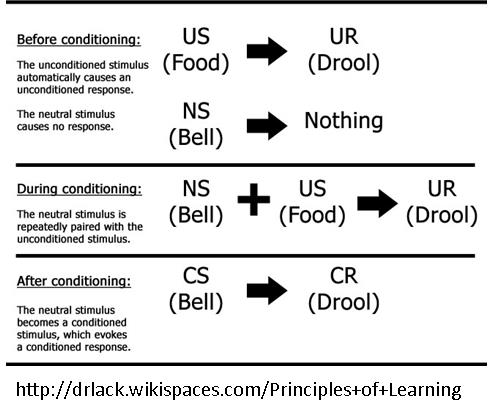 Before conditioning:
The unconditioned stimulus
automatically causes an
unconditioned response.
US
(Food)
UR
(Drool)
The neutral stimulus
causes no response.
NS
(Bell)
Nothing
During conditioning:
The neutral stimulus is
repeatedly paired with the
unconditioned stimulus.
NS
(Bell)
US
(Food)
UR
(Drool)
After conditioning:
The neutral stimulus
becomes a conditioned
stimulus, which evokes
a conditioned response.
CS
(Bell)
CR
(Drool)
http://drlack.wikispaces.com/Principles+of+Learning